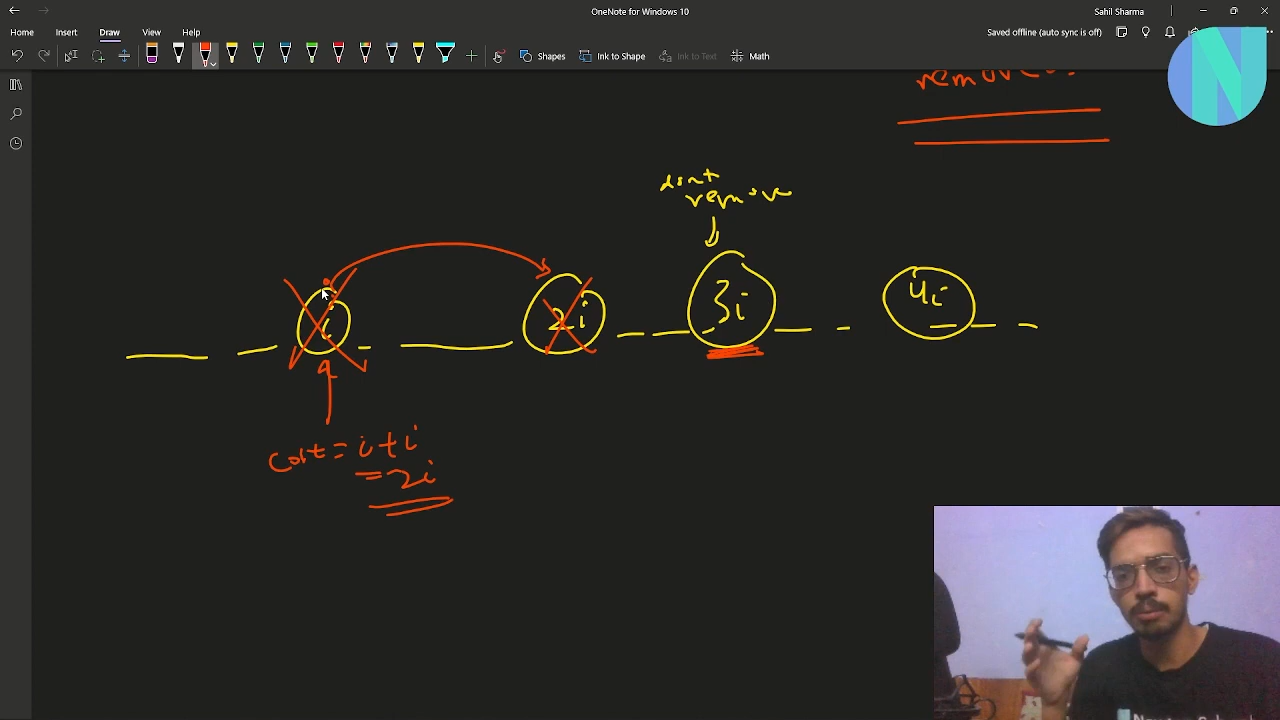 OneNote for Windows 10
Sahil Sharma
Home Insert Draw View Help
Saved offline (auto sync is off)
Shapes Ink to Shape Ink to Text Math
remove
dont
remove
i 2i 3i 4i
cost = i + i
= 2i
N